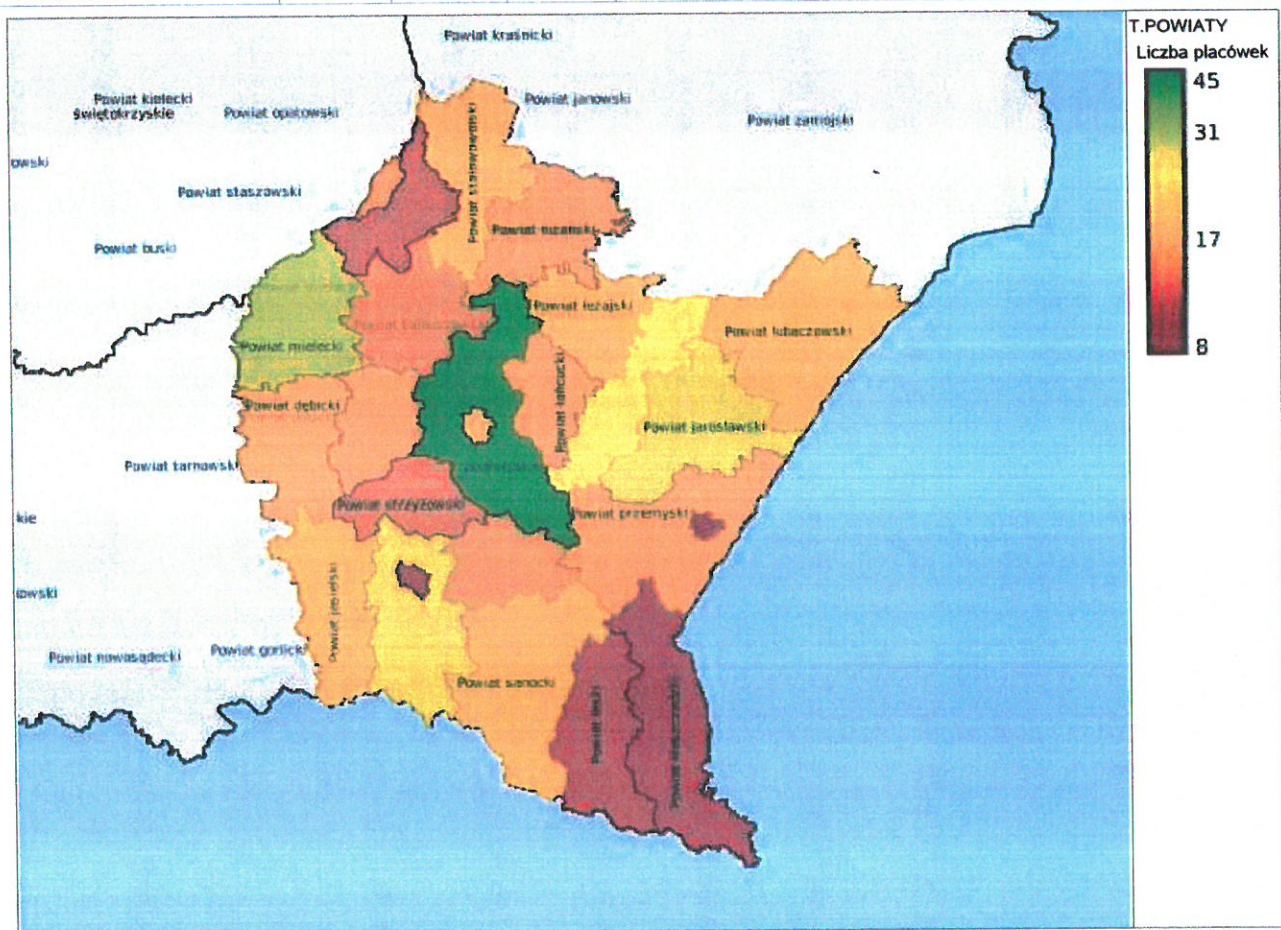 T.POWIATY
Liczba placówek
45
31
17
8
Powiat kraśnicki
Powiat kielecki
świętokrzyskie
Powiat opatowski
Powiat janowski
Powiat zamojski
owski
Powiat staszowski
Powiat stalowowolski
Powiat buski
Powiat niżański
Powiat leżajski
Powiat lubaczowski
Powiat mielecki
Powiat dębicki
Powiat łańcucki
Powiat jarosławski
Powiat tarnowski
Powiat strzyżowski
Powiat przemyski
kie
owski
Powiat jasielski
Powiat nowosądecki
Powiat gorlicki
Powiat sanocki
Powiat leski
Powiat bieszczadzki